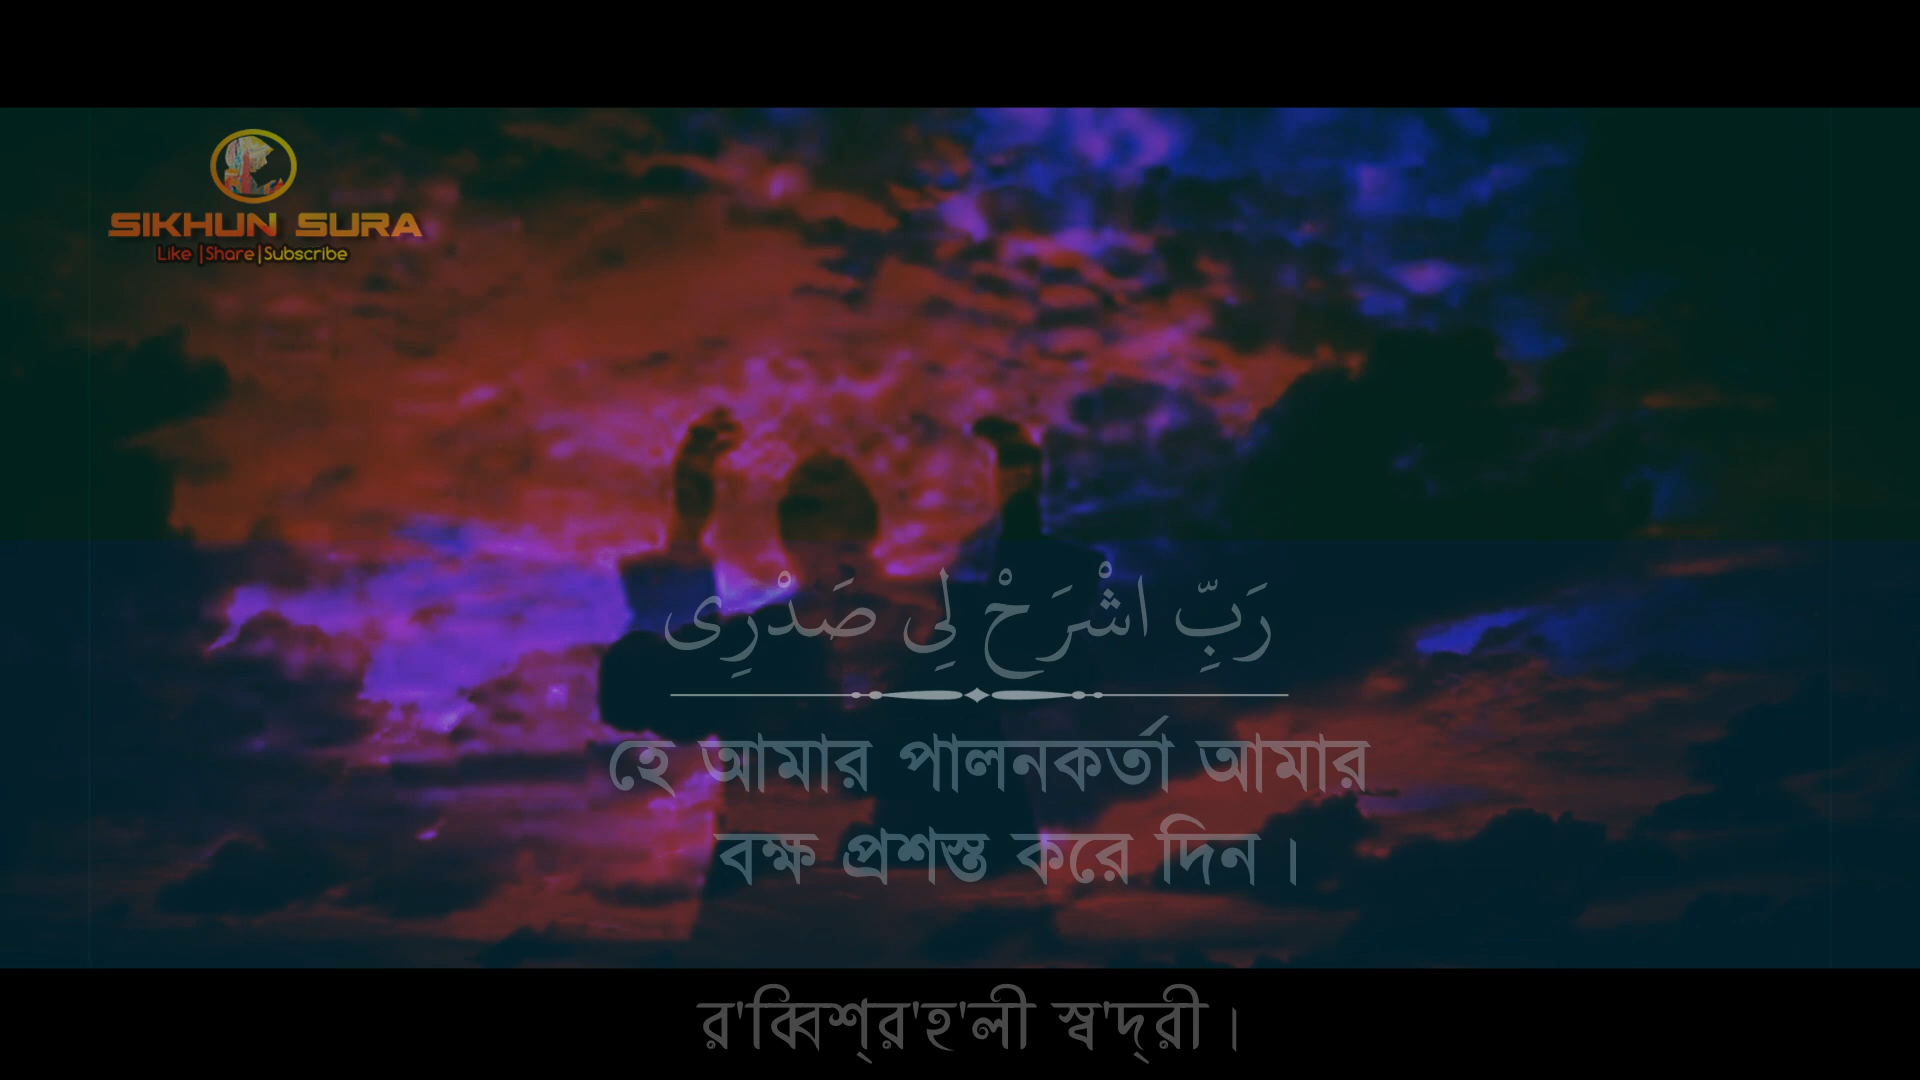 SIKHUN SURA
Like |Share|Subscribe
رَبِّ اشْرَحْ لِي صَدْرِي
হে আমার পালনকর্তা আমার
বক্ষ প্রশস্ত করে দিন।
র'ব্বিশ্‌র'হ'লী স্ব'দ্‌রী।